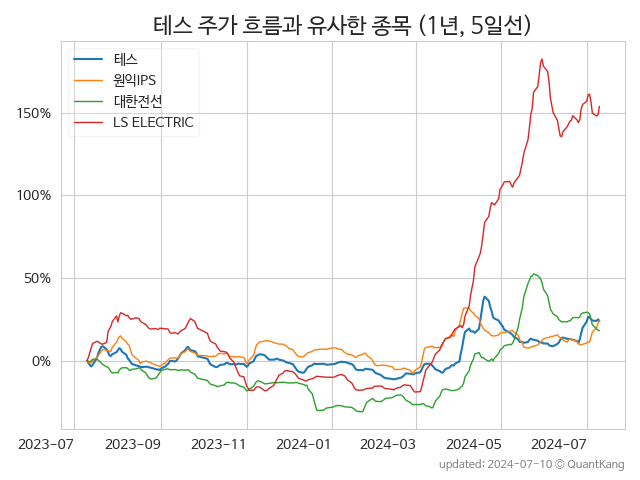 테스 주가 흐름과 유사한 종목 (1년, 5일선)
테스
원익IPS
대한전선
LS ELECTRIC
150%
100%
50%
0%
2023-07 2023-09 2023-11 2024-01 2024-03 2024-05 2024-07
updated: 2024-07-10 © QuantKang